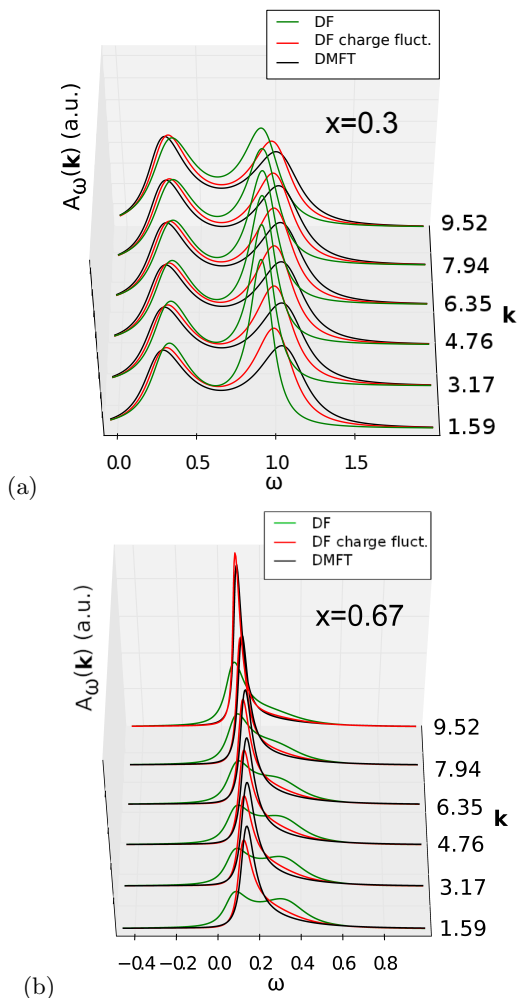 DF
DF charge fluct.
DMFT
x=0.3
Aω(k) (a.u.)
9.52
7.94
6.35
k
4.76
3.17
1.59
0.0 0.5 1.0 1.5
ω
(a)
DF
DF charge fluct.
DMFT
x=0.67
Aω(k) (a.u.)
9.52
7.94
6.35
k
4.76
3.17
1.59
−0.4 −0.2 0.0 0.2 0.4 0.6 0.8
ω
(b)